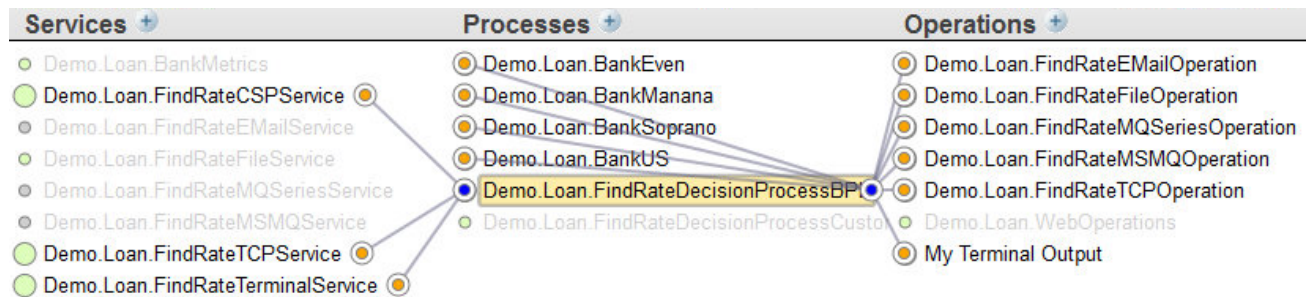 Services
Demo.Loan.BankMetrics
Demo.Loan.FindRateCSPService
Demo.Loan.FindRateEMailService
Demo.Loan.FindRateFileService
Demo.Loan.FindRateMQSeriesService
Demo.Loan.FindRateMSMQService
Demo.Loan.FindRateTCPService
Demo.Loan.FindRateTerminalService
Processes
Demo.Loan.BankEven
Demo.Loan.BankManana
Demo.Loan.BankSoprano
Demo.Loan.BankUS
Demo.Loan.FindRateDecisionProcessBP
Demo.Loan.FindRateDecisionProcessCusto
Operations
Demo.Loan.FindRateEMailOperation
Demo.Loan.FindRateFileOperation
Demo.Loan.FindRateMQSeriesOperation
Demo.Loan.FindRateMSMQOperation
Demo.Loan.FindRateTCPOperation
Demo.Loan.WebOperations
My Terminal Output